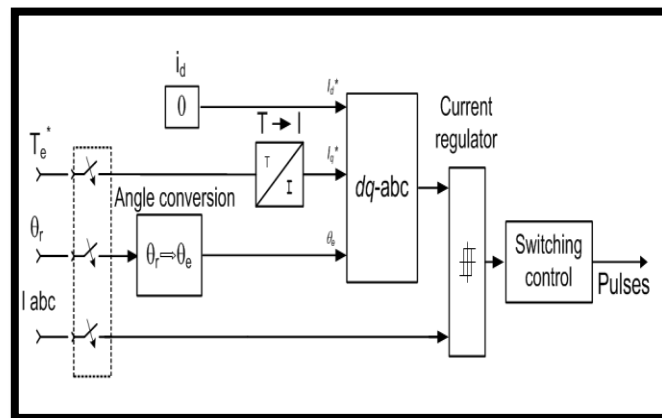 i_d
0
I_d*
T → I
Current
regulator
T_e*
T
I
I_q*
dq-abc
Angle conversion
θ_r
θ_r⇒θ_e
θ_e
Switching
control
Pulses
I abc